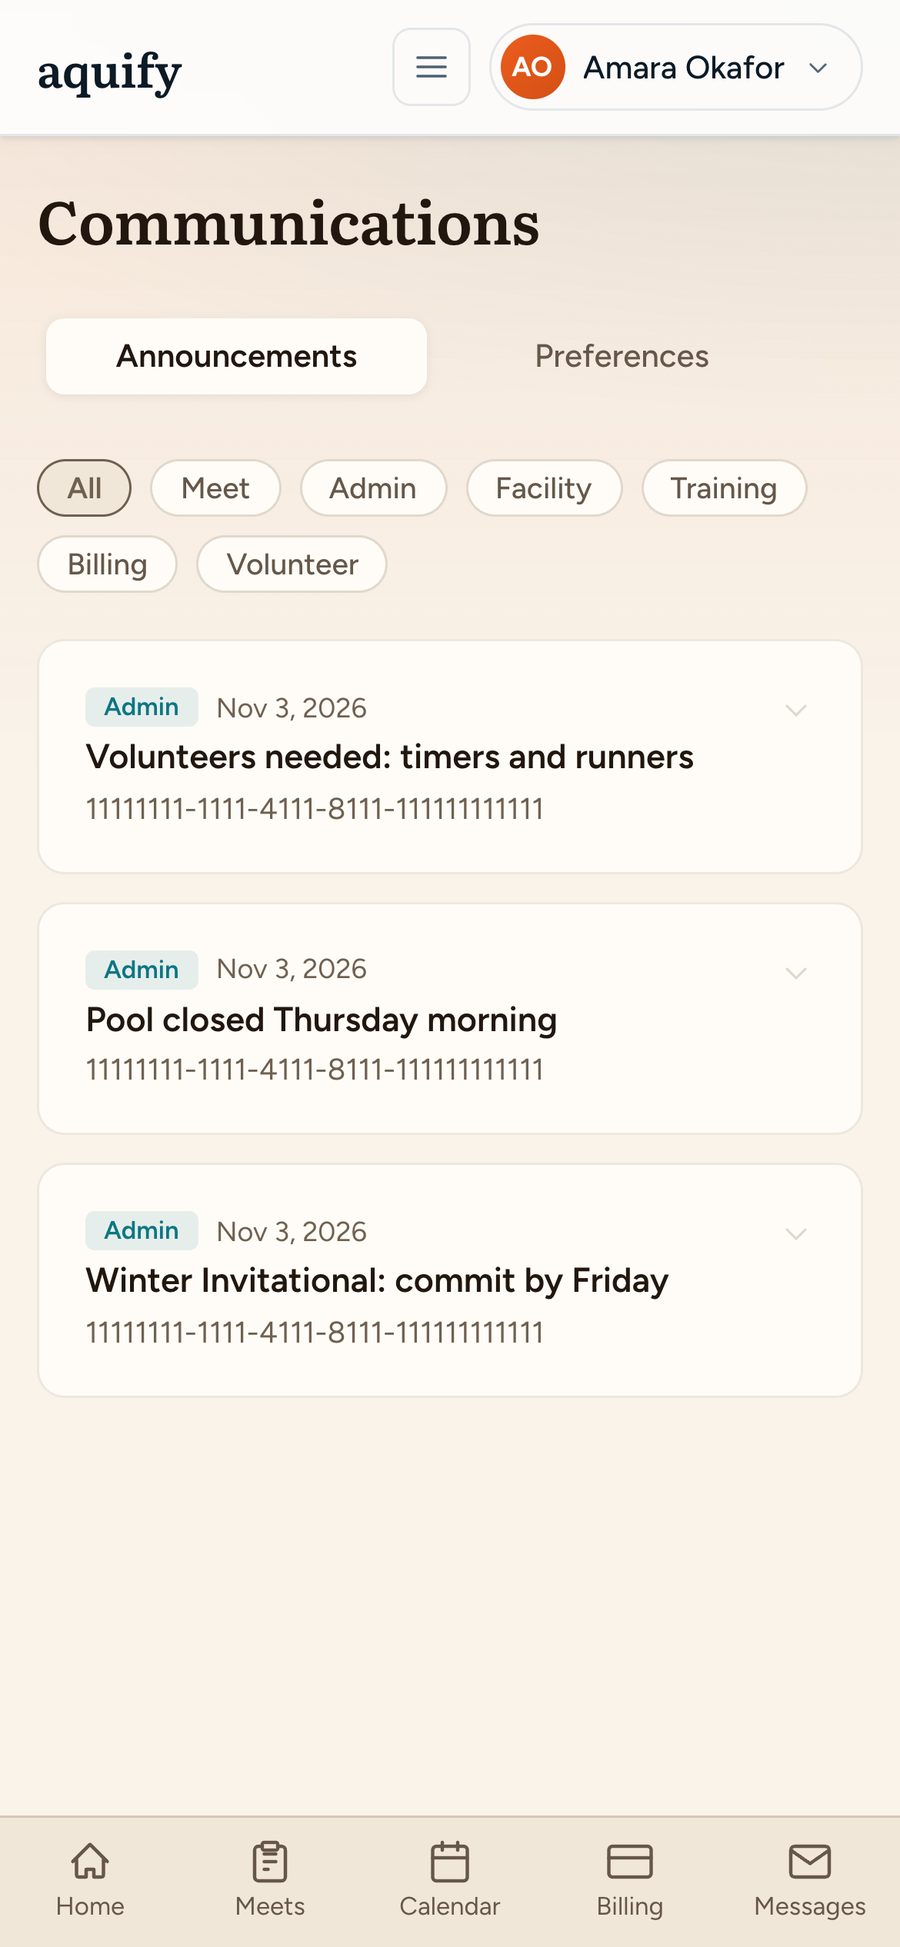 aquify
AO Amara Okafor
Communications
Announcements Preferences
All Meet Admin Facility Training
Billing Volunteer
Admin Nov 3, 2026
Volunteers needed: timers and runners
11111111-1111-4111-8111-111111111111
Admin Nov 3, 2026
Pool closed Thursday morning
11111111-1111-4111-8111-111111111111
Admin Nov 3, 2026
Winter Invitational: commit by Friday
11111111-1111-4111-8111-111111111111
Home Meets Calendar Billing Messages